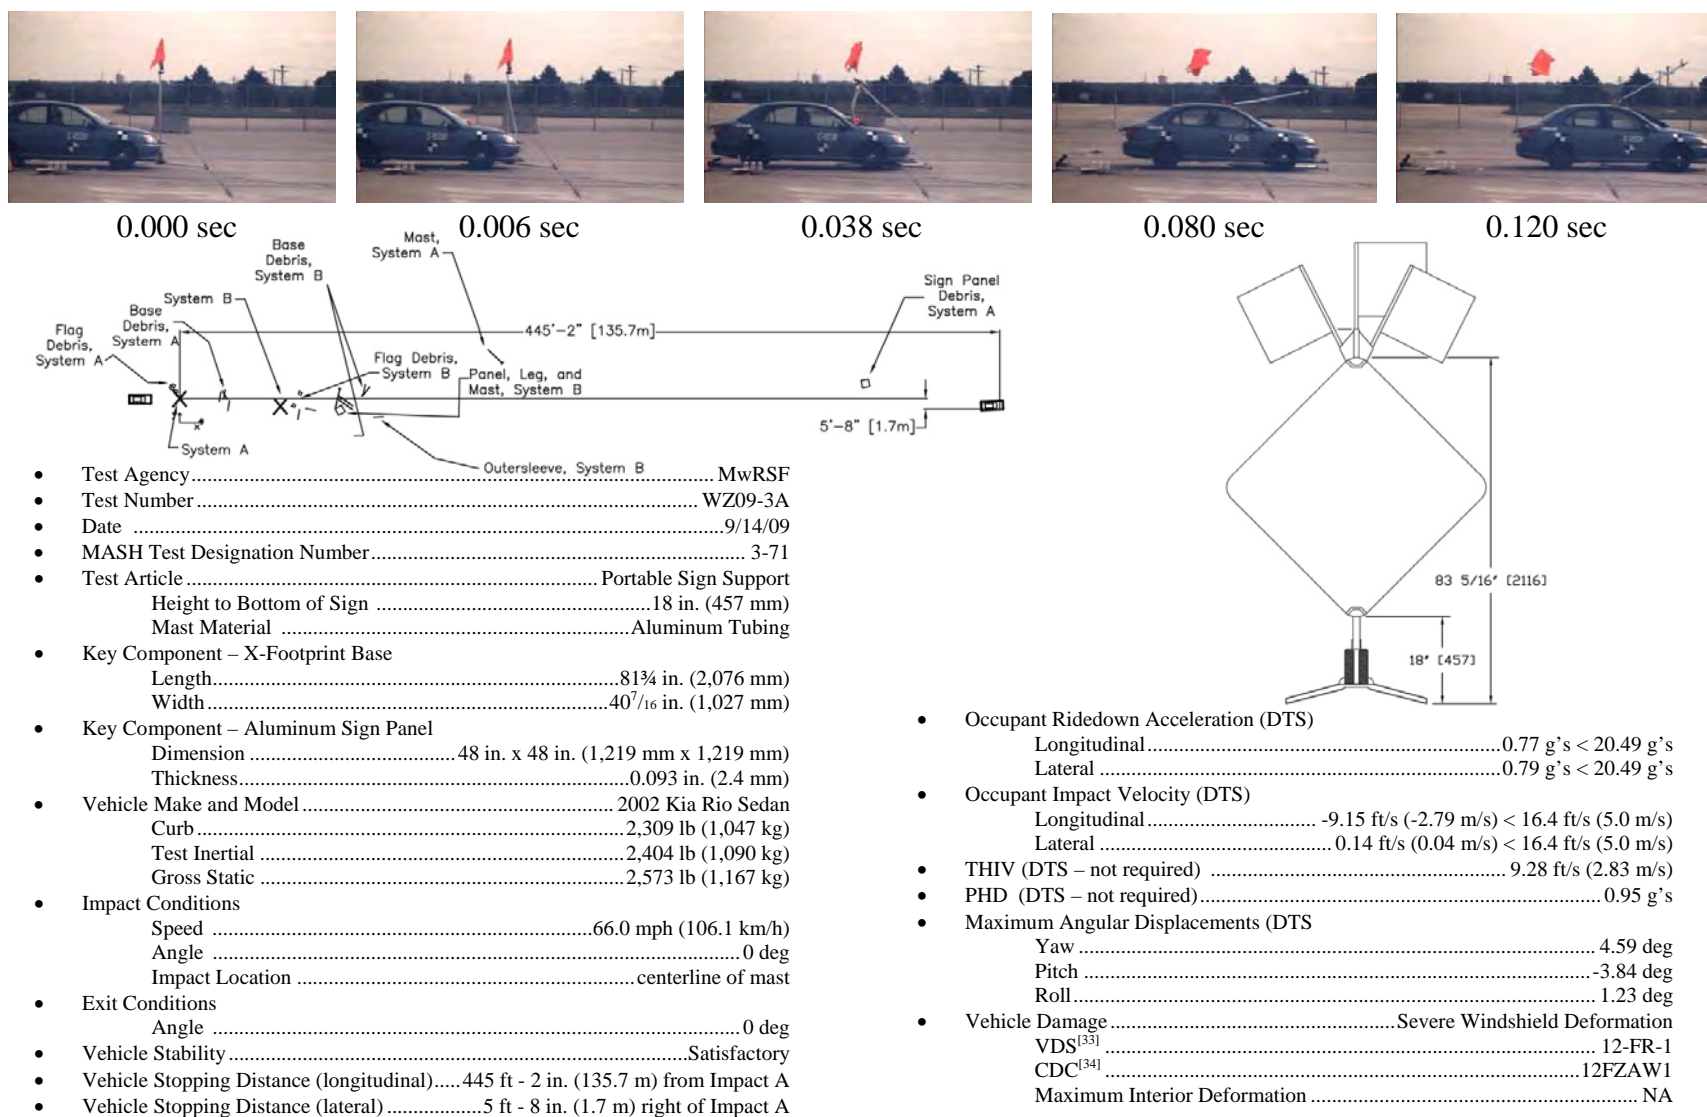 0.000 sec
0.006 sec
0.038 sec
0.080 sec
0.120 sec
Flag
Debris,
System A
Base
Debris,
System A
System B
Base
Debris,
System B
Mast,
System A
Flag Debris,
System B
Panel, Leg, and
Mast, System B
445'-2" [135.7m]
Sign Panel
Debris,
System A
5'-8" [1.7m]
System A
Outersleeve, System B
83 5/16" [2116]
18" [457]
• Test Agency MwRSF
• Test Number WZ09-3A
• Date 9/14/09
• MASH Test Designation Number 3-71
• Test Article Portable Sign Support
Height to Bottom of Sign 18 in. (457 mm)
Mast Material Aluminum Tubing
• Key Component – X-Footprint Base
Length 81¾ in. (2,076 mm)
Width 40 7/16 in. (1,027 mm)
• Key Component – Aluminum Sign Panel
Dimension 48 in. x 48 in. (1,219 mm x 1,219 mm)
Thickness 0.093 in. (2.4 mm)
• Vehicle Make and Model 2002 Kia Rio Sedan
Curb 2,309 lb (1,047 kg)
Test Inertial 2,404 lb (1,090 kg)
Gross Static 2,573 lb (1,167 kg)
• Impact Conditions
Speed 66.0 mph (106.1 km/h)
Angle 0 deg
Impact Location centerline of mast
• Exit Conditions
Angle 0 deg
• Vehicle Stability Satisfactory
• Vehicle Stopping Distance (longitudinal) 445 ft - 2 in. (135.7 m) from Impact A
• Vehicle Stopping Distance (lateral) 5 ft - 8 in. (1.7 m) right of Impact A
• Occupant Ridedown Acceleration (DTS)
Longitudinal 0.77 g's < 20.49 g's
Lateral 0.79 g's < 20.49 g's
• Occupant Impact Velocity (DTS)
Longitudinal -9.15 ft/s (-2.79 m/s) < 16.4 ft/s (5.0 m/s)
Lateral 0.14 ft/s (0.04 m/s) < 16.4 ft/s (5.0 m/s)
• THIV (DTS – not required) 9.28 ft/s (2.83 m/s)
• PHD (DTS – not required) 0.95 g's
• Maximum Angular Displacements (DTS
Yaw 4.59 deg
Pitch -3.84 deg
Roll 1.23 deg
• Vehicle Damage Severe Windshield Deformation
VDS[33] 12-FR-1
CDC[34] 12FZAW1
Maximum Interior Deformation NA